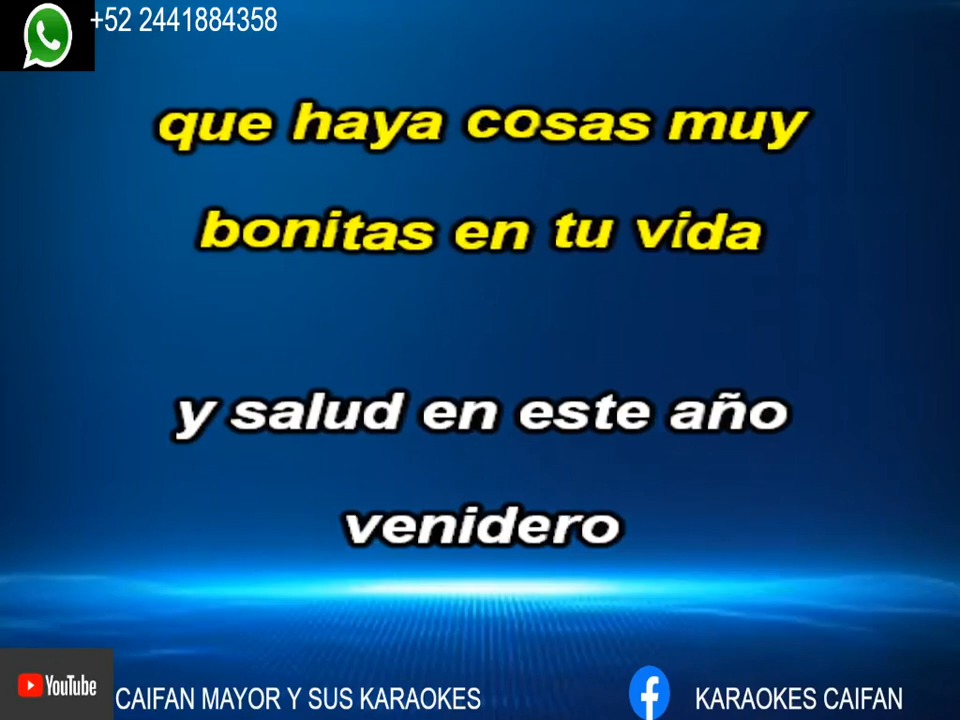 +52 2441884358
que haya cosas muy
bonitas en tu vida
y salud en este año
venidero
YouTube
CAIFAN MAYOR Y SUS KARAOKES
KARAOKES CAIFAN